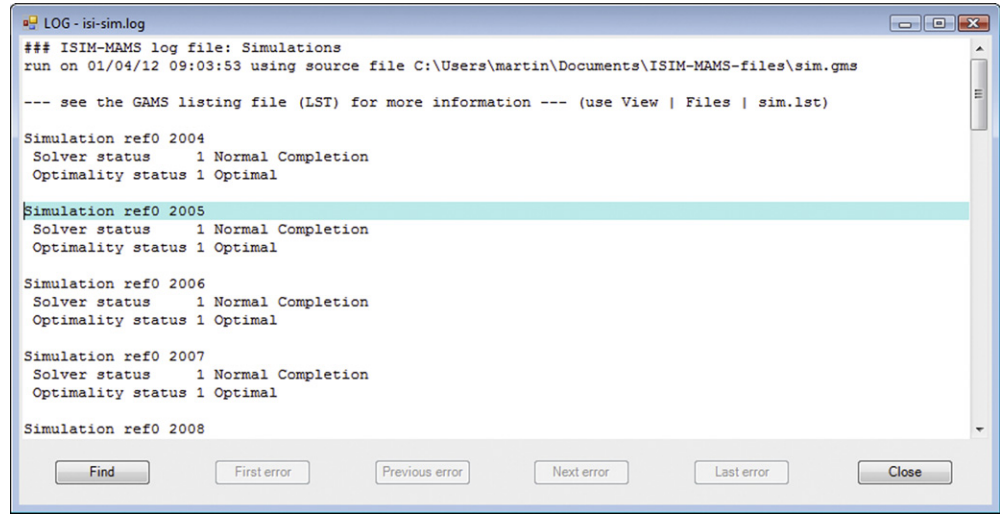 LOG - isi-sim.log
### ISIM-MAMS log file: Simulations
run on 01/04/12 09:03:53 using source file C:\Users\martin\Documents\ISIM-MAMS-files\sim.gms
--- see the GAMS listing file (LST) for more information --- (use View | Files | sim.lst)
Simulation ref0 2004
Solver status 1 Normal Completion
Optimality status 1 Optimal
Simulation ref0 2005
Solver status 1 Normal Completion
Optimality status 1 Optimal
Simulation ref0 2006
Solver status 1 Normal Completion
Optimality status 1 Optimal
Simulation ref0 2007
Solver status 1 Normal Completion
Optimality status 1 Optimal
Simulation ref0 2008
Find First error Previous error Next error Last error Close